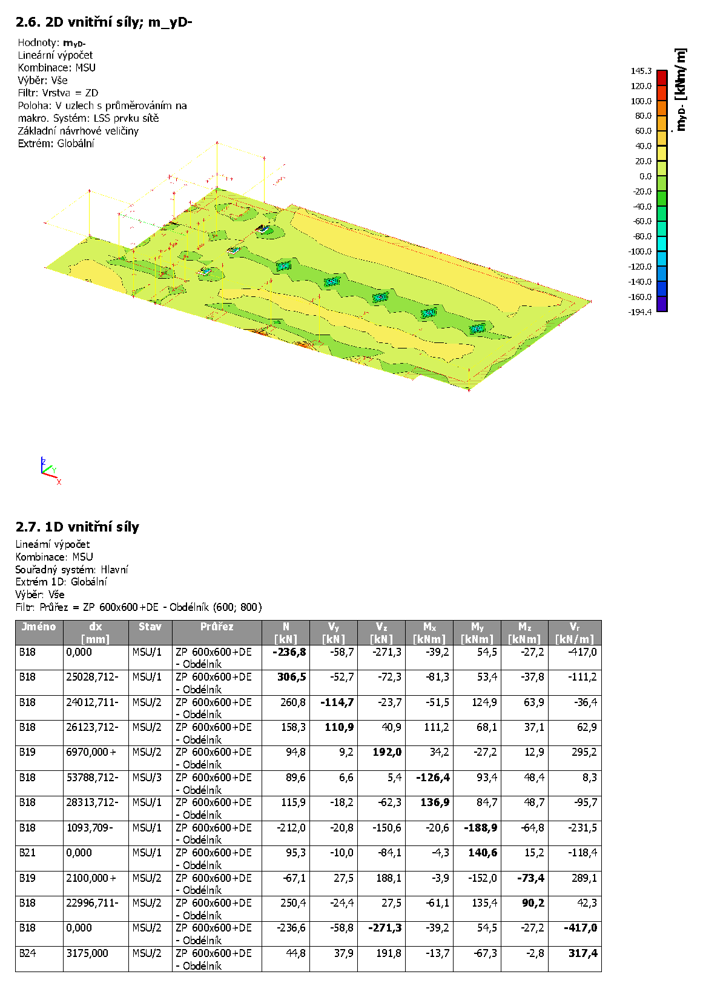 2.6. 2D vnitřní síly; m_yD-
Hodnoty: myD-
Lineární výpočet
Kombinace: MSU
Výběr: Vše
Filtr: Vrstva = ZD
Poloha: V uzlech s průměrováním na
makro. Systém: LSS prvku sítě
Základní návrhové veličiny
Extrém: Globální
myD- [kNm/m]
145.3
120.0
100.0
80.0
60.0
40.0
20.0
0.0
-20.0
-40.0
-60.0
-80.0
-100.0
-120.0
-140.0
-160.0
-194.4
Z
Y
X
2.7. 1D vnitřní síly
Lineární výpočet
Kombinace: MSU
Souřadný systém: Hlavní
Extrém 1D: Globální
Výběr: Vše
Filtr: Průřez = ZP 600x600+DE - Obdélník (600; 800)
Jméno dx Stav Průřez N Vy Vz Mx My Mz Vr
[mm] [kN] [kN] [kN] [kNm] [kNm] [kNm] [kN/m]
B18 0,000 MSU/1 ZP 600x600+DE -236,8 -58,7 -271,3 -39,2 54,5 -27,2 -417,0
- Obdélník
B18 25028,712- MSU/1 ZP 600x600+DE 306,5 -52,7 -72,3 -81,3 53,4 -37,8 -111,2
- Obdélník
B18 24012,711- MSU/2 ZP 600x600+DE 260,8 -114,7 -23,7 -51,5 124,9 63,9 -36,4
- Obdélník
B18 26123,712- MSU/2 ZP 600x600+DE 158,3 110,9 40,9 111,2 68,1 37,1 62,9
- Obdélník
B19 6970,000+ MSU/2 ZP 600x600+DE 94,8 9,2 192,0 34,2 -27,2 12,9 295,2
- Obdélník
B18 53788,712- MSU/3 ZP 600x600+DE 89,6 6,6 5,4 -126,4 93,4 48,4 8,3
- Obdélník
B18 28313,712- MSU/1 ZP 600x600+DE 115,9 -18,2 -62,3 136,9 84,7 48,7 -95,7
- Obdélník
B18 1093,709- MSU/1 ZP 600x600+DE -212,0 -20,8 -150,6 -20,6 -188,9 -64,8 -231,5
- Obdélník
B21 0,000 MSU/1 ZP 600x600+DE 95,3 -10,0 -84,1 -4,3 140,6 15,2 -118,4
- Obdélník
B19 2100,000+ MSU/2 ZP 600x600+DE -67,1 27,5 188,1 -3,9 -152,0 -73,4 289,1
- Obdélník
B18 22996,711- MSU/2 ZP 600x600+DE 250,4 -24,4 27,5 -61,1 135,4 90,2 42,3
- Obdélník
B18 0,000 MSU/2 ZP 600x600+DE -236,6 -58,8 -271,3 -39,2 54,5 -27,2 -417,0
- Obdélník
B24 3175,000 MSU/2 ZP 600x600+DE 44,8 37,9 191,8 -13,7 -67,3 -2,8 317,4
- Obdélník